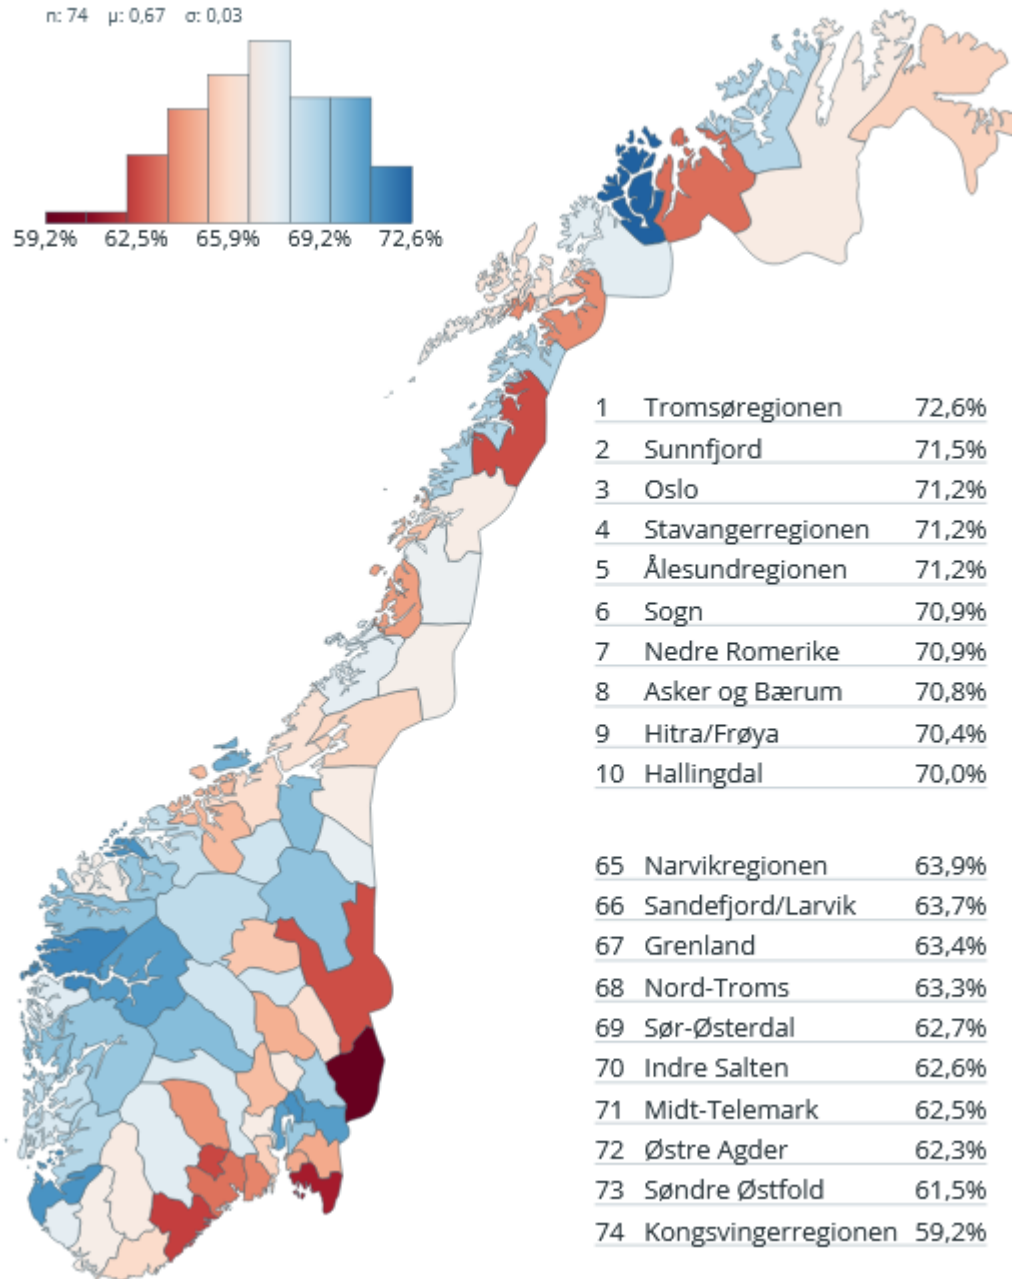 n: 74 μ: 0,67 σ: 0,03
59,2% 62,5% 65,9% 69,2% 72,6%
1 Tromsøregionen 72,6%
2 Sunnfjord 71,5%
3 Oslo 71,2%
4 Stavangerregionen 71,2%
5 Ålesundregionen 71,2%
6 Sogn 70,9%
7 Nedre Romerike 70,9%
8 Asker og Bærum 70,8%
9 Hitra/Frøya 70,4%
10 Hallingdal 70,0%
65 Narvikregionen 63,9%
66 Sandefjord/Larvik 63,7%
67 Grenland 63,4%
68 Nord-Troms 63,3%
69 Sør-Østerdal 62,7%
70 Indre Salten 62,6%
71 Midt-Telemark 62,5%
72 Østre Agder 62,3%
73 Søndre Østfold 61,5%
74 Kongsvingerregionen 59,2%